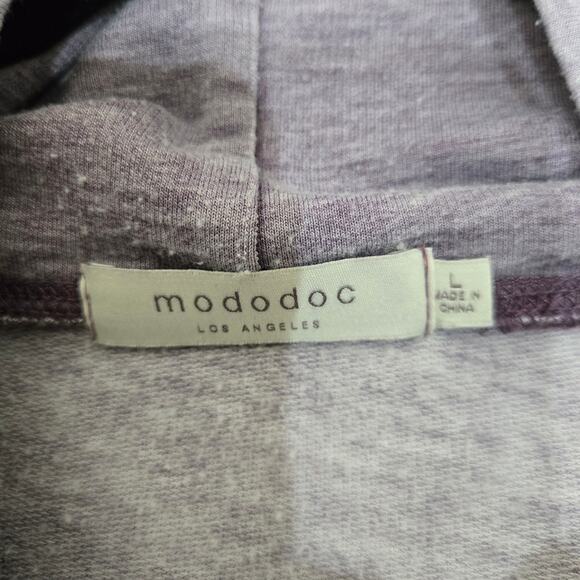 mododoc
LOS ANGELES
L
MADE IN
CHINA